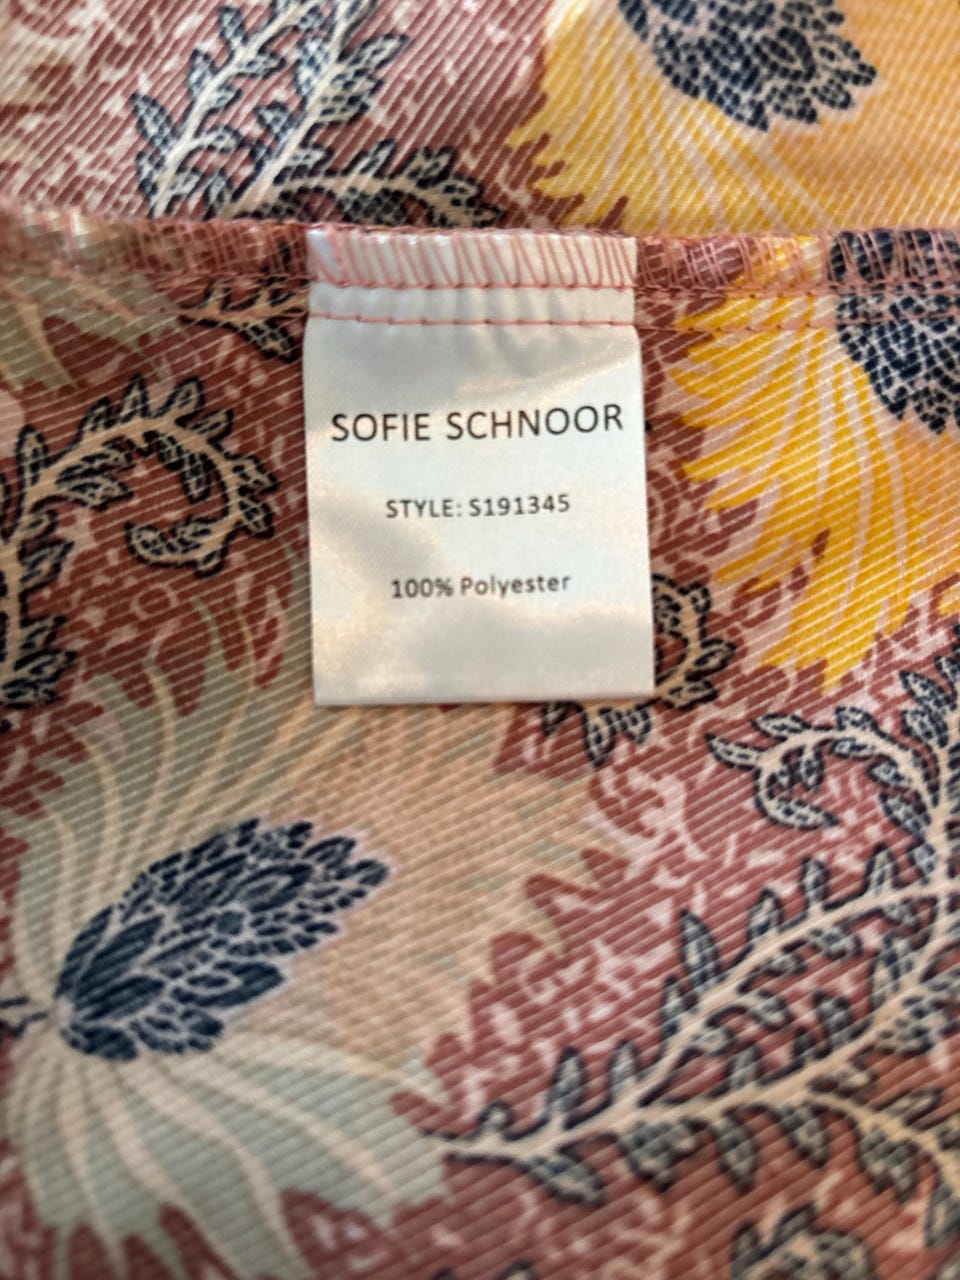 SOFIE SCHNOOR
STYLE: S191345
100% Polyester